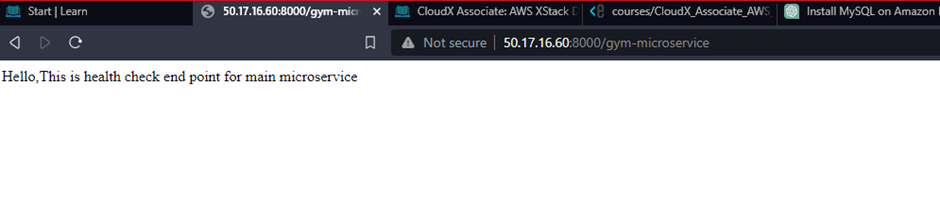 Start | Learn
50.17.16.60:8000/gym-micr
CloudX Associate: AWS XStack D
courses/CloudX_Associate_AWS_
Install MySQL on Amazon
Not secure
50.17.16.60:8000/gym-microservice
Hello,This is health check end point for main microservice